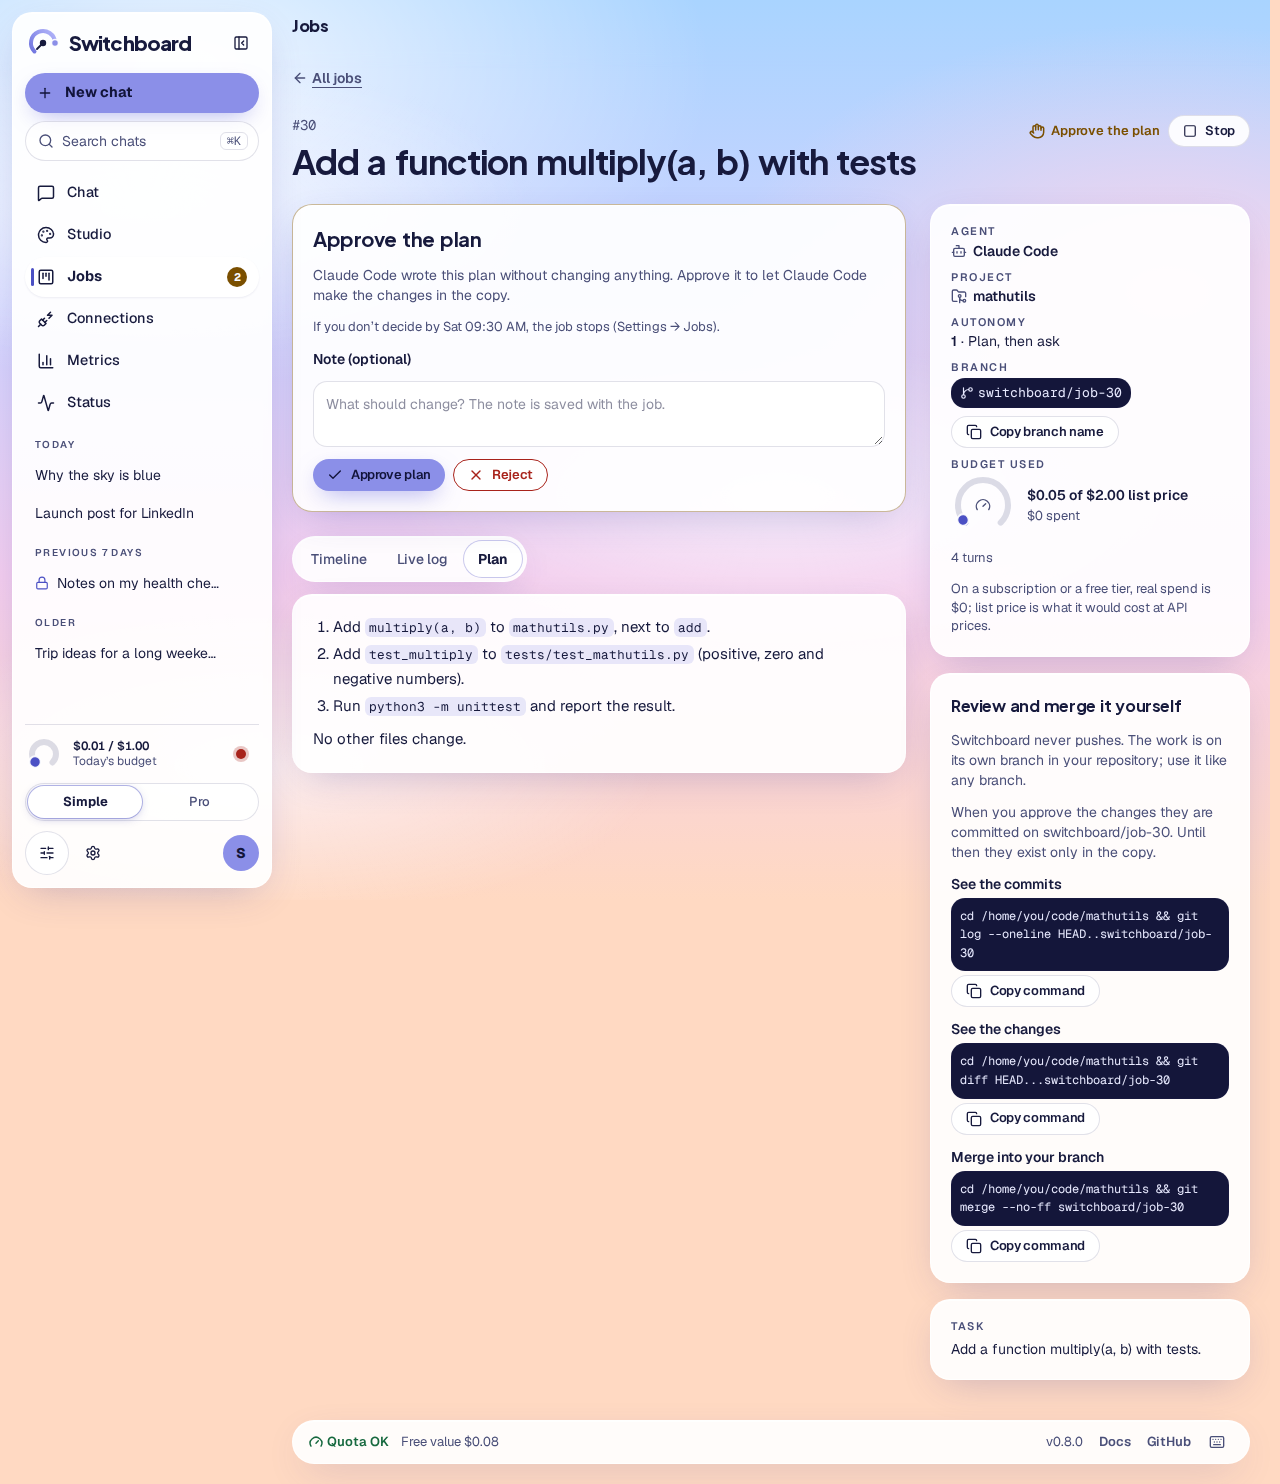 Switchboard
New chat
Search chats
⌘K
Chat
Studio
Jobs
2
Connections
Metrics
Status
TODAY
Why the sky is blue
Launch post for LinkedIn
PREVIOUS 7 DAYS
Notes on my health che…
OLDER
Trip ideas for a long weeke…
$0.01 / $1.00
Today's budget
Simple
Pro
S
Jobs
All jobs
#30
Add a function multiply(a, b) with tests
Approve the plan
Stop
Approve the plan
Claude Code wrote this plan without changing anything. Approve it to let Claude Code
make the changes in the copy.
If you don't decide by Sat 09:30 AM, the job stops (Settings → Jobs).
Note (optional)
What should change? The note is saved with the job.
Approve plan
Reject
Timeline
Live log
Plan
1. Add multiply(a, b) to mathutils.py, next to add.
2. Add test_multiply to tests/test_mathutils.py (positive, zero and
negative numbers).
3. Run python3 -m unittest and report the result.
No other files change.
AGENT
Claude Code
PROJECT
mathutils
AUTONOMY
1 · Plan, then ask
BRANCH
switchboard/job-30
Copy branch name
BUDGET USED
$0.05 of $2.00 list price
$0 spent
4 turns
On a subscription or a free tier, real spend is
$0; list price is what it would cost at API
prices.
Review and merge it yourself
Switchboard never pushes. The work is on
its own branch in your repository; use it like
any branch.
When you approve the changes they are
committed on switchboard/job-30. Until
then they exist only in the copy.
See the commits
cd /home/you/code/mathutils && git
log --oneline HEAD..switchboard/job-
30
Copy command
See the changes
cd /home/you/code/mathutils && git
diff HEAD...switchboard/job-30
Copy command
Merge into your branch
cd /home/you/code/mathutils && git
merge --no-ff switchboard/job-30
Copy command
TASK
Add a function multiply(a, b) with tests.
Quota OK
Free value $0.08
v0.8.0
Docs
GitHub